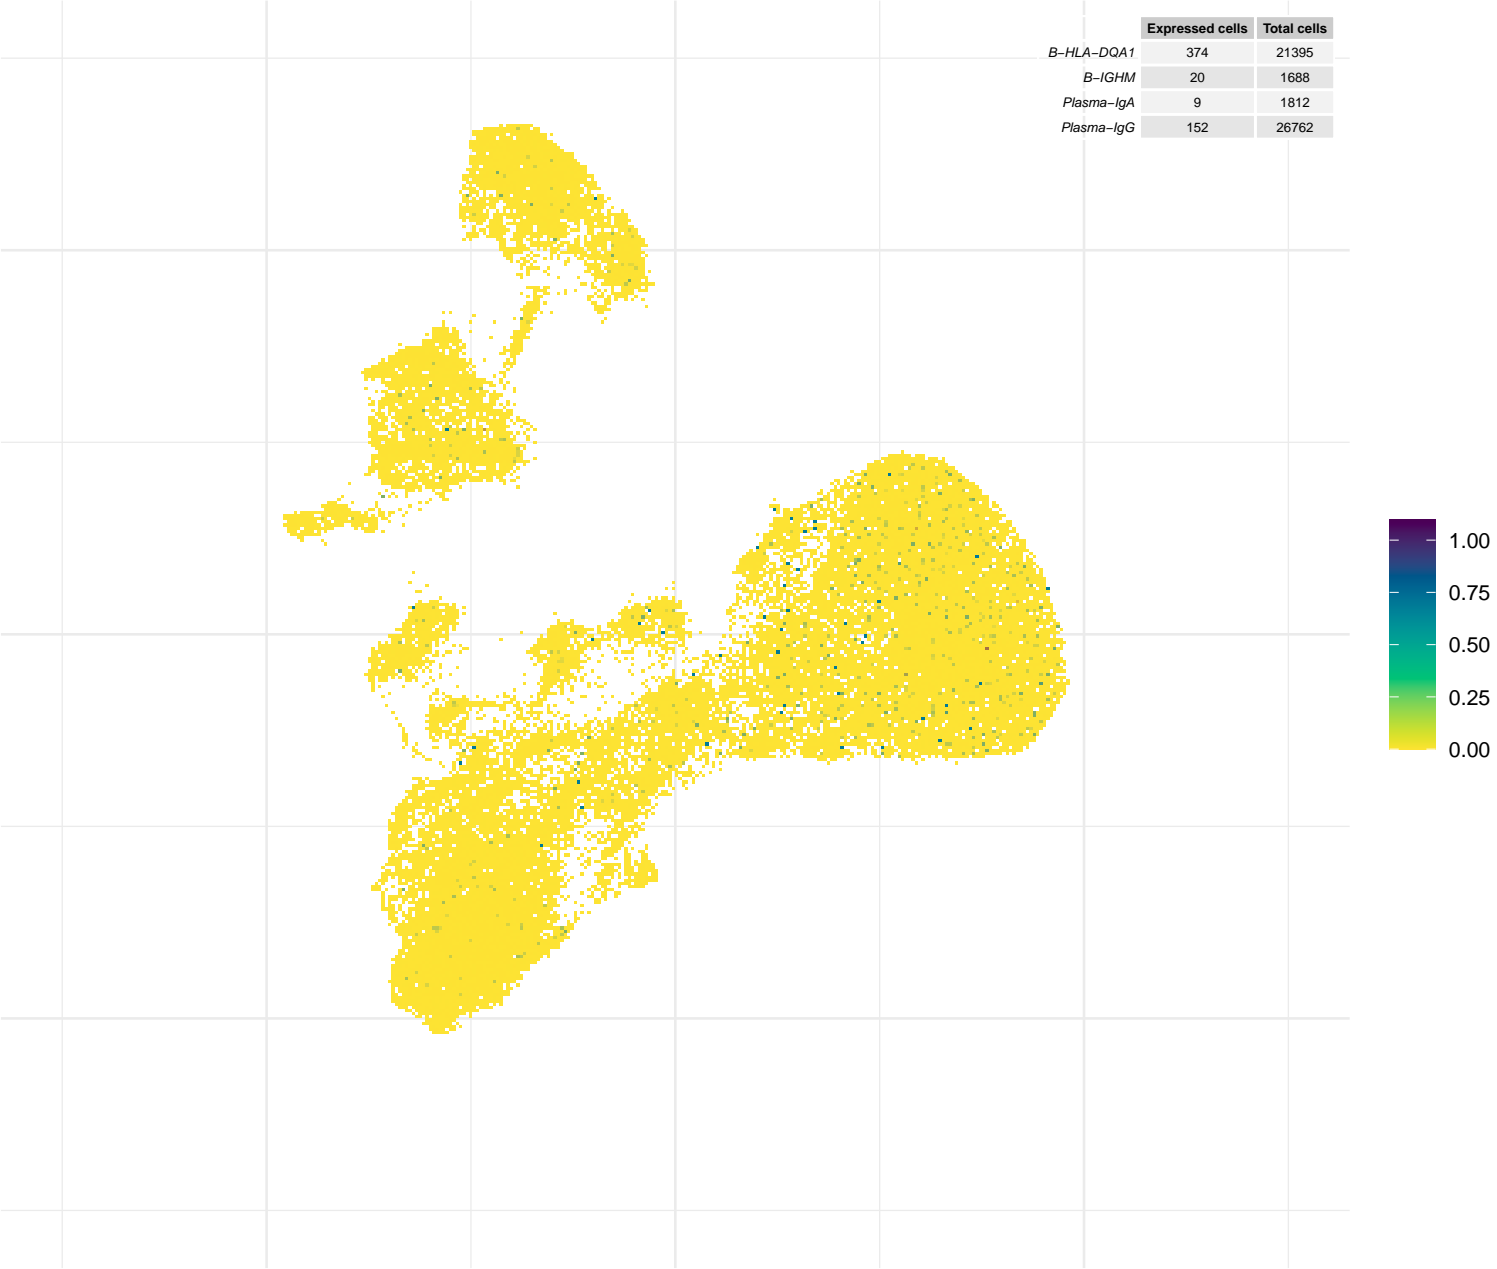 Expressed cells Total cells
B−HLA−DQA1 374 21395
B−IGHM 20 1688
Plasma−IgA 9 1812
Plasma−IgG 152 26762
1.00
0.75
0.50
0.25
0.00